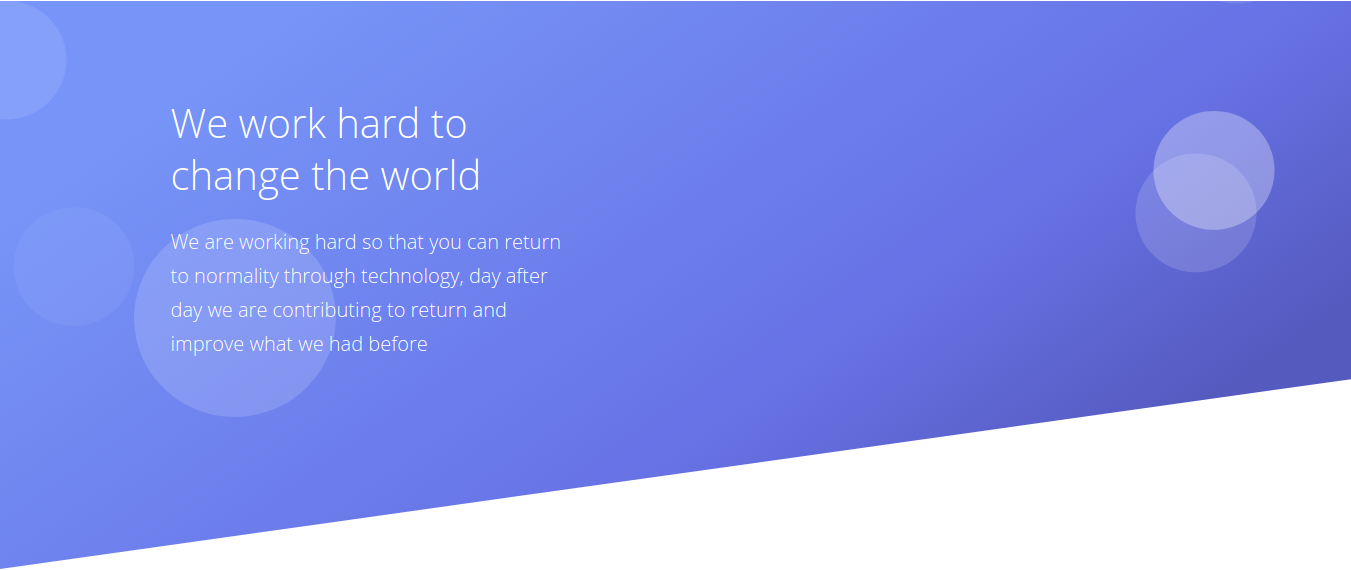 We work hard to
change the world
We are working hard so that you can return
to normality through technology, day after
day we are contributing to return and
improve what we had before